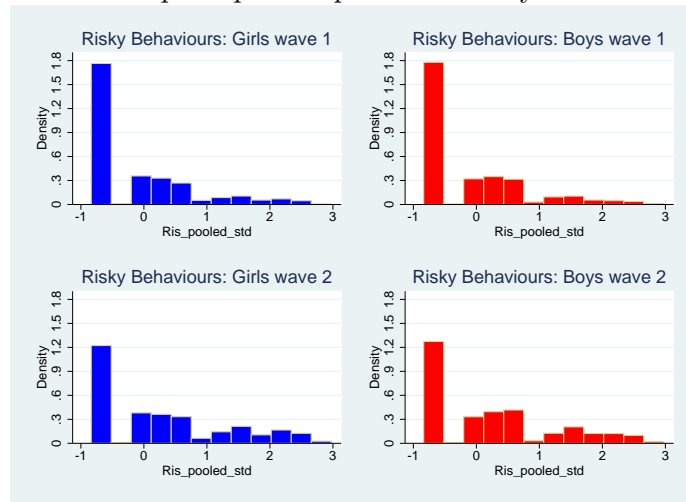 Risky Behaviours: Girls wave 1
Density
0 .3 .6 .9 1.2 1.5 1.8
-1 0 1 2 3
Ris_pooled_std
Risky Behaviours: Boys wave 1
Density
0 .3 .6 .9 1.2 1.5 1.8
-1 0 1 2 3
Ris_pooled_std
Risky Behaviours: Girls wave 2
Density
0 .3 .6 .9 1.2 1.5 1.8
-1 0 1 2 3
Ris_pooled_std
Risky Behaviours: Boys wave 2
Density
0 .3 .6 .9 1.2 1.5 1.8
-1 0 1 2 3
Ris_pooled_std